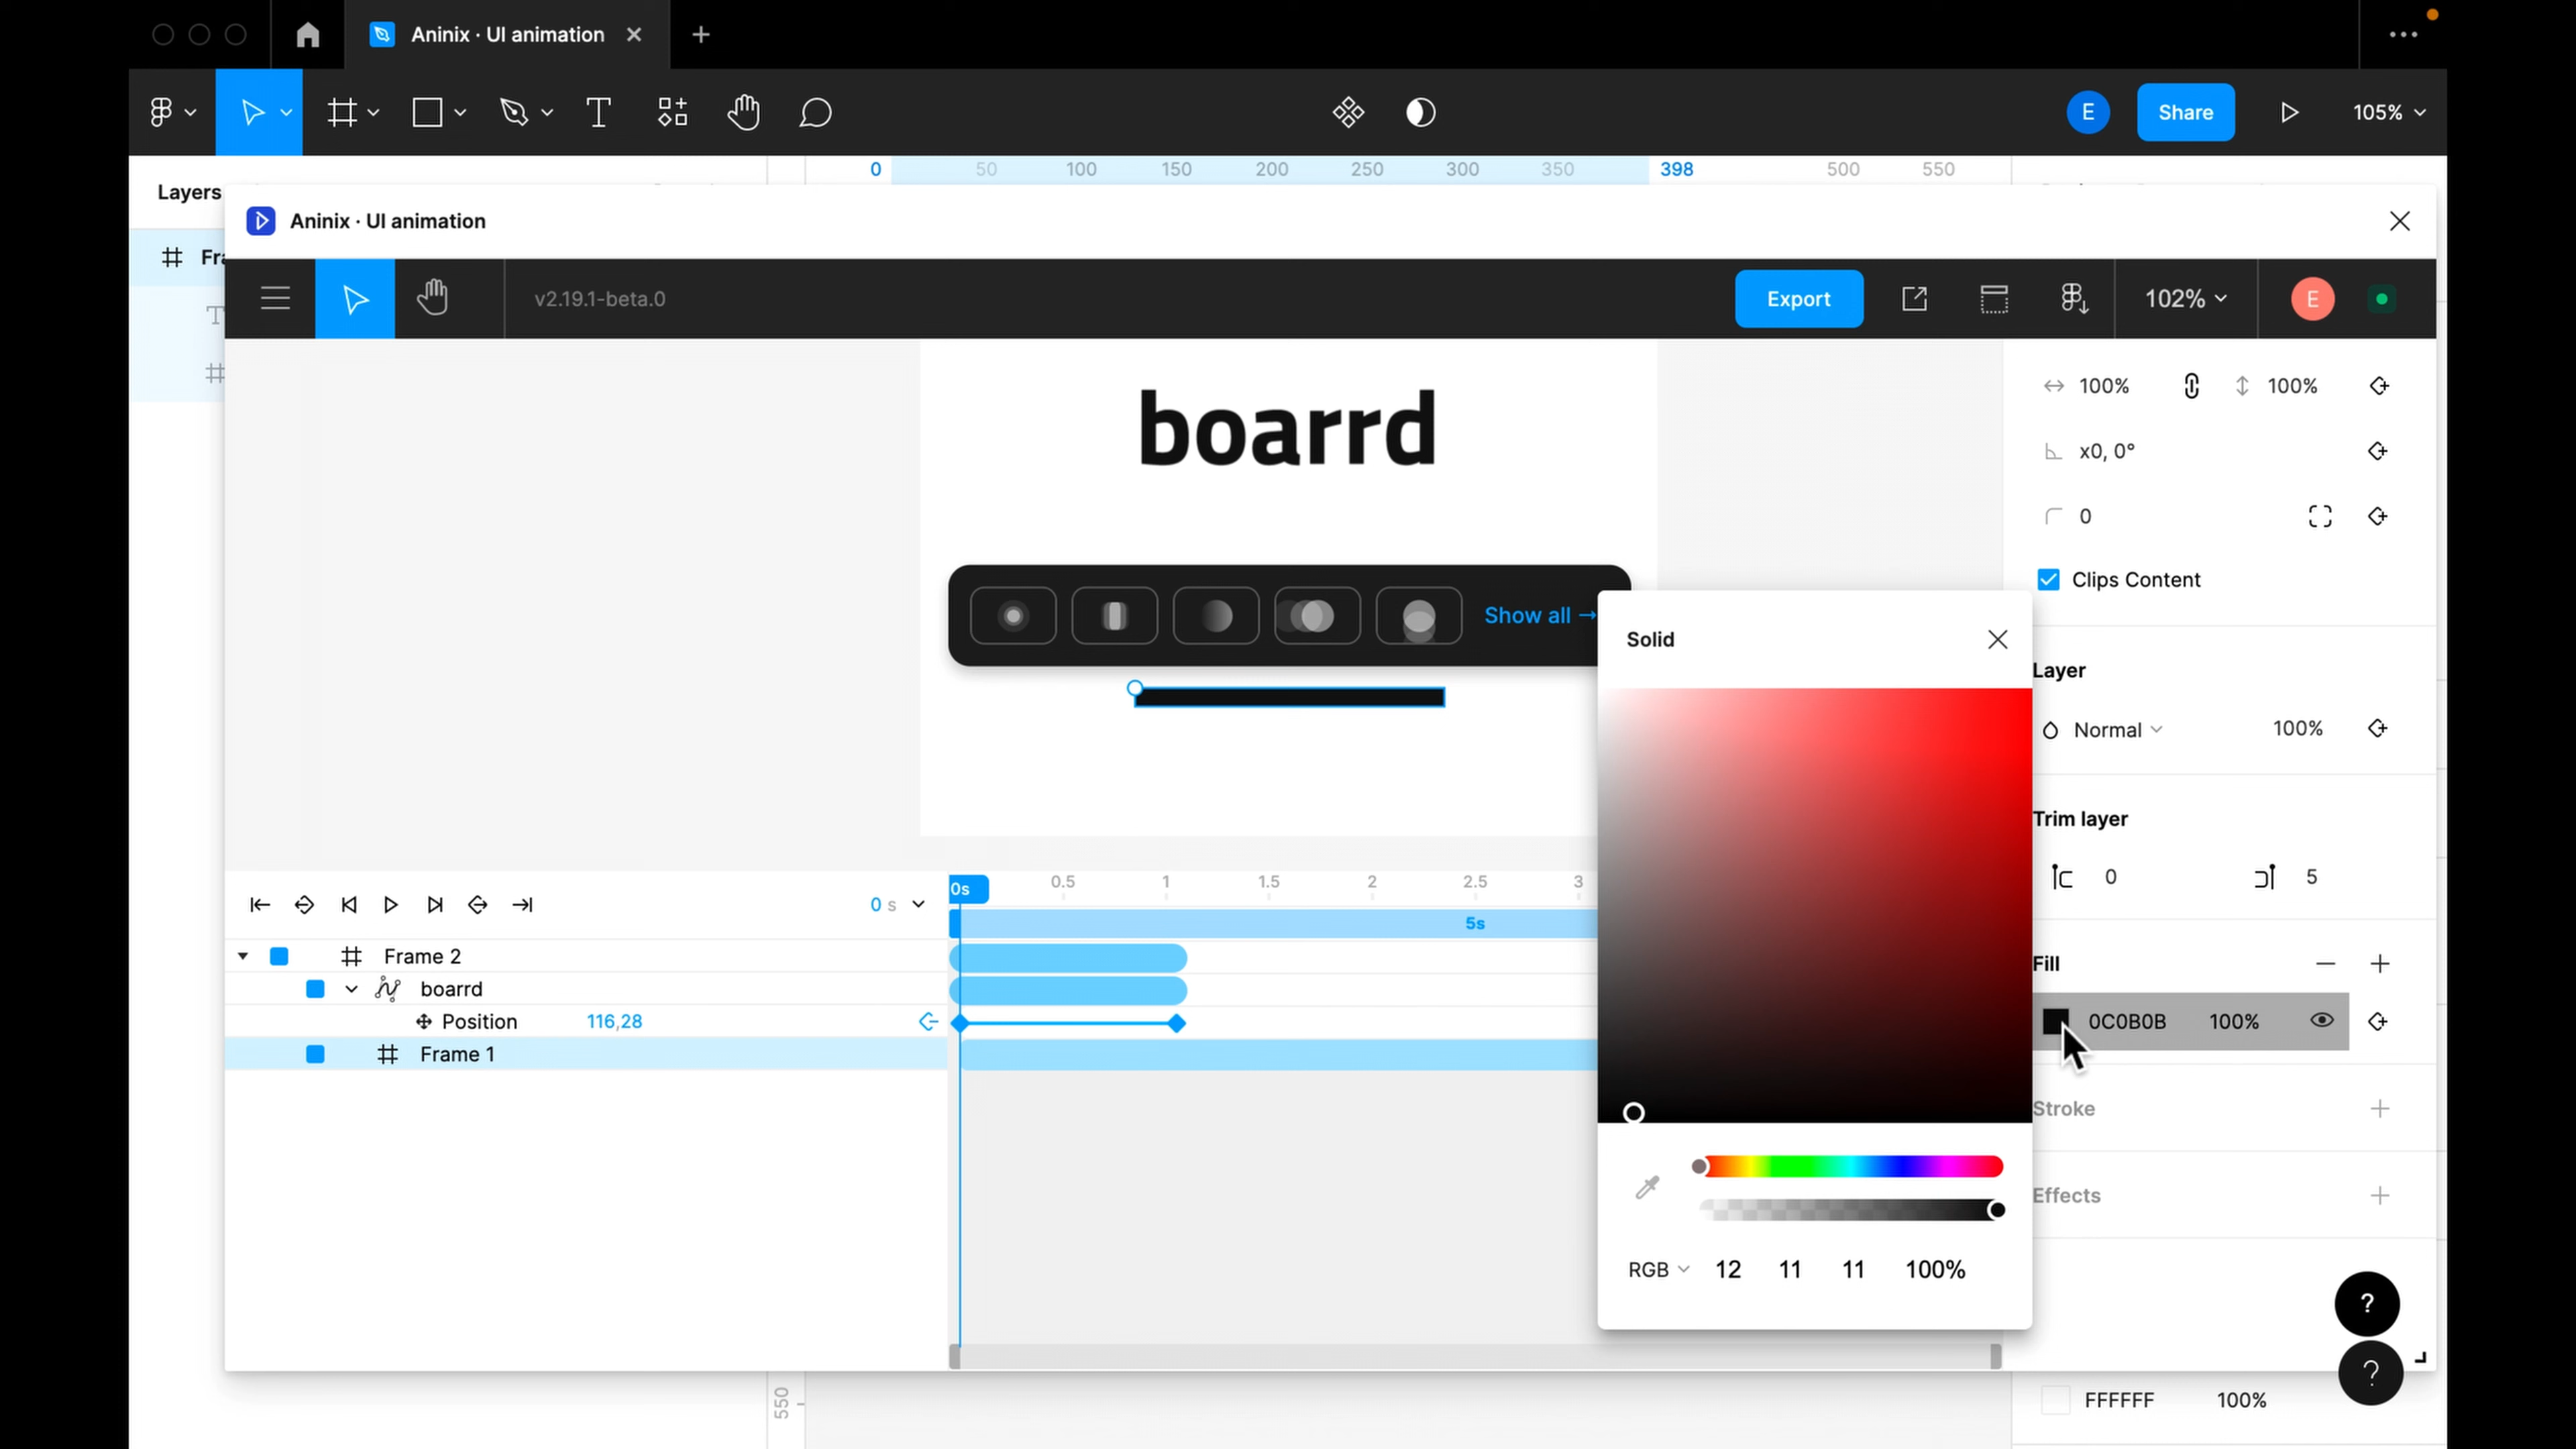 Aninix · UI animation
E
Share
105%
Layers
0 50 100 150 200 250 300 350 398 500 550
Aninix · UI animation
Fra
v2.19.1-beta.0
Export
102%
E
boarrd
100% 100%
x0, 0°
0
Clips Content
Show all →
Solid
Layer
Normal 100%
Trim layer
0 5
0 s
0s 0.5 1 1.5 2 2.5 3
5s
Frame 2
boarrd
Position 116,28
Frame 1
Fill
0C0B0B 100%
Stroke
Effects
RGB 12 11 11 100%
?
?
550
FFFFFF 100%